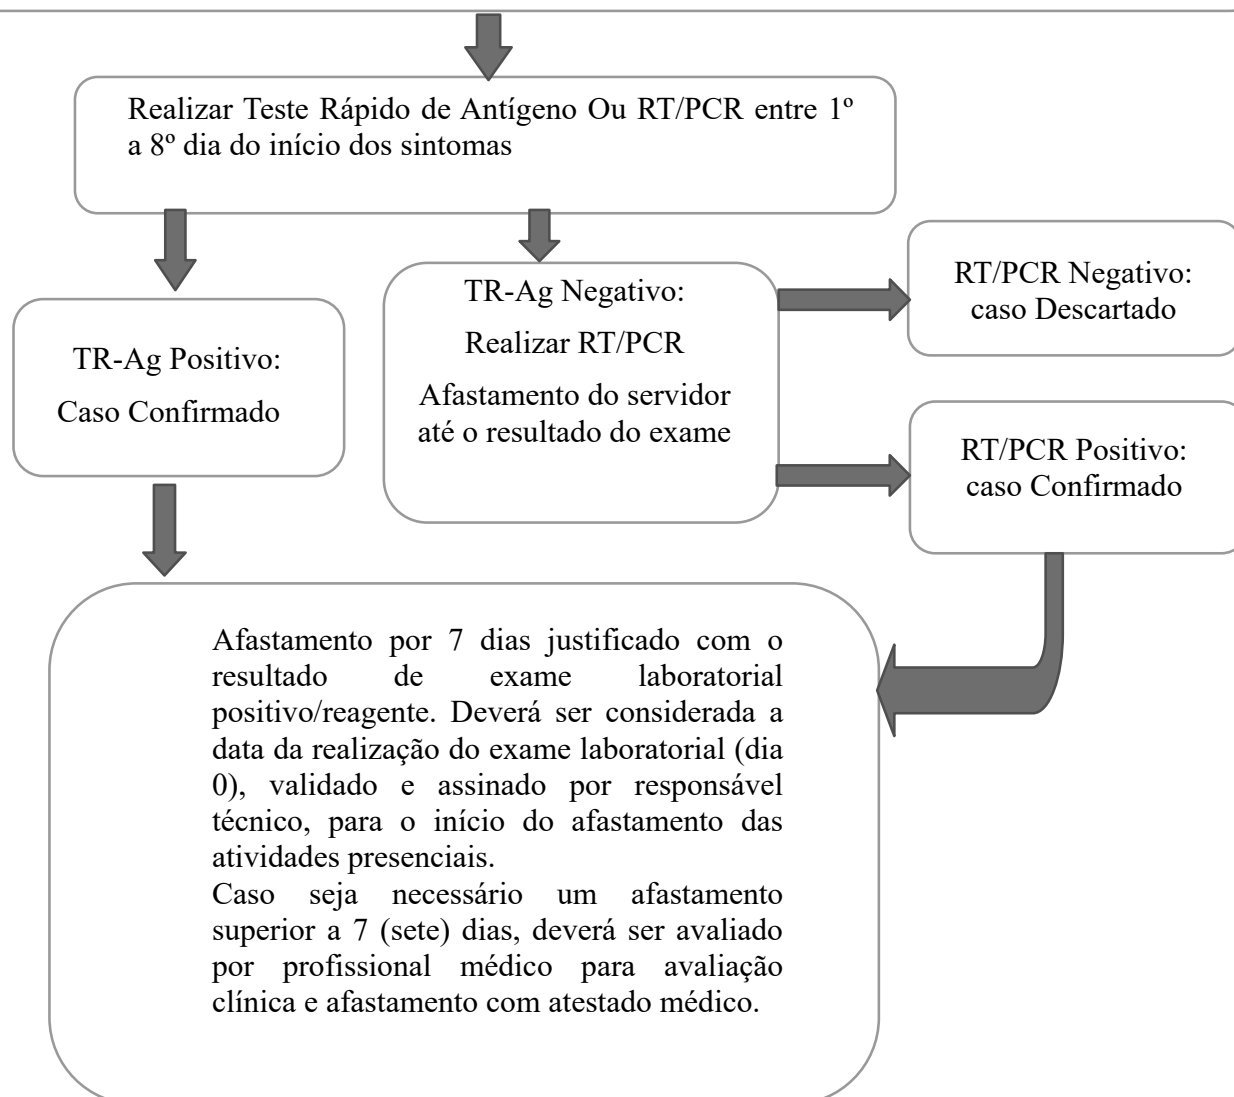 Realizar Teste Rápido de Antígeno Ou RT/PCR entre 1º
a 8º dia do início dos sintomas
TR-Ag Positivo:
Caso Confirmado
TR-Ag Negativo:
Realizar RT/PCR
Afastamento do servidor
até o resultado do exame
RT/PCR Negativo:
caso Descartado
RT/PCR Positivo:
caso Confirmado
Afastamento por 7 dias justificado com o
resultado de exame laboratorial
positivo/reagente. Deverá ser considerada a
data da realização do exame laboratorial (dia
0), validado e assinado por responsável
técnico, para o início do afastamento das
atividades presenciais.
Caso seja necessário um afastamento
superior a 7 (sete) dias, deverá ser avaliado
por profissional médico para avaliação
clínica e afastamento com atestado médico.